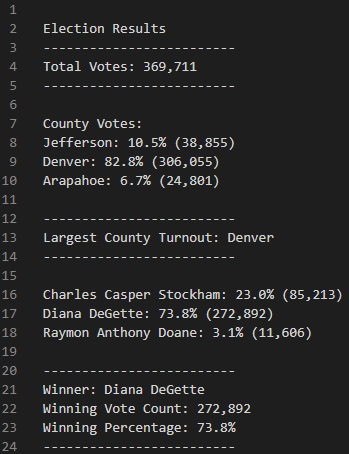 1
2 Election Results
3 -------------------------
4 Total Votes: 369,711
5 -------------------------
6
7 County Votes:
8 Jefferson: 10.5% (38,855)
9 Denver: 82.8% (306,055)
10 Arapahoe: 6.7% (24,801)
11
12 -------------------------
13 Largest County Turnout: Denver
14 -------------------------
15
16 Charles Casper Stockham: 23.0% (85,213)
17 Diana DeGette: 73.8% (272,892)
18 Raymon Anthony Doane: 3.1% (11,606)
19
20 -------------------------
21 Winner: Diana DeGette
22 Winning Vote Count: 272,892
23 Winning Percentage: 73.8%
24 -------------------------